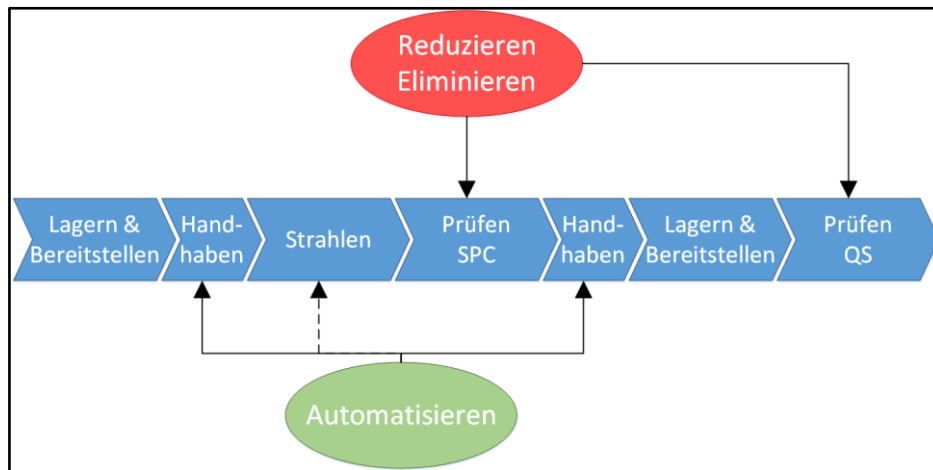 Reduzieren
Eliminieren
Lagern &
Bereitstellen
Hand-
haben
Strahlen
Prüfen
SPC
Hand-
haben
Lagern &
Bereitstellen
Prüfen
QS
Automatisieren